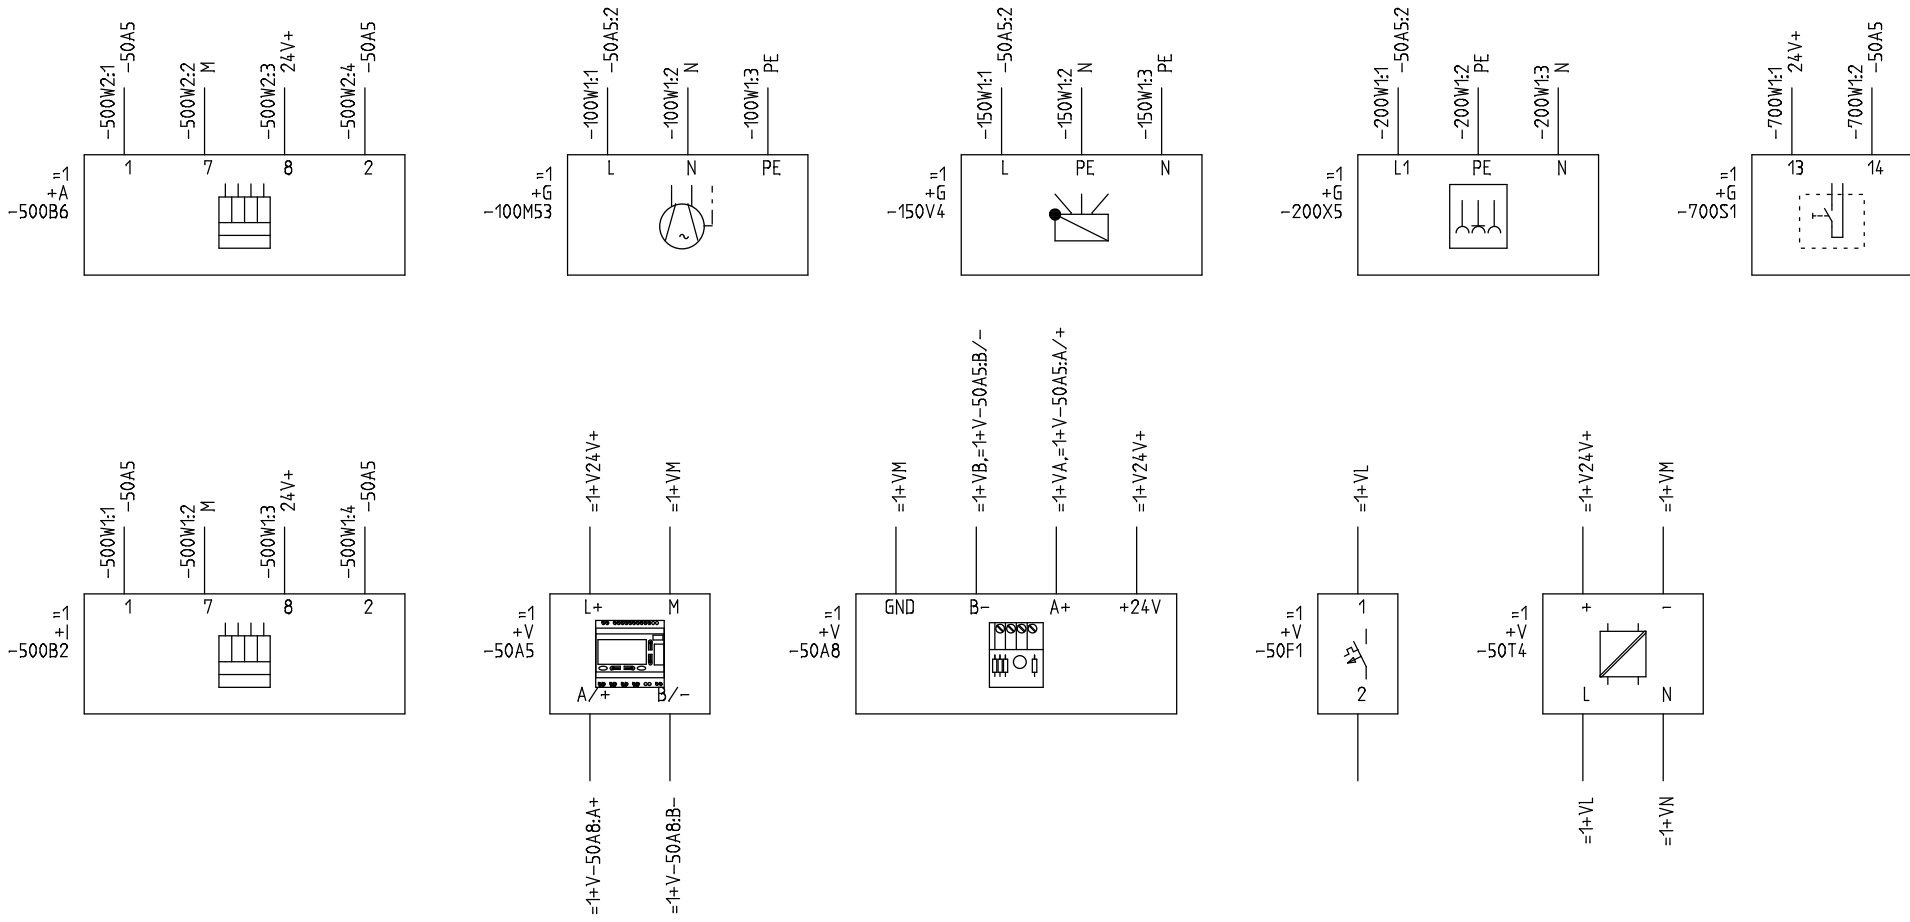 -500W2:1
-50A5
-500W2:2
M
-500W2:3
24V+
-500W2:4
-50A5
1
7
8
2
=1
+A
-500B6
-100W1:1
-50A5:2
-100W1:2
N
-100W1:3
PE
L
N
PE
=1
+G
-100M53
~
-150W1:1
-50A5:2
-150W1:2
N
-150W1:3
PE
L
PE
N
=1
+G
-150V4
-200W1:1
-50A5:2
-200W1:2
PE
-200W1:3
N
L1
PE
N
=1
+G
-200X5
-700W1:1
24V+
-700W1:2
-50A5
13
14
=1
+G
-700S1
-500W1:1
-50A5
-500W1:2
M
-500W1:3
24V+
-500W1:4
-50A5
1
7
8
2
=1
+I
-500B2
=1+V24V+
=1+VM
L+
M
=1
+V
-50A5
A/+
B/-
=1+V-50A8:A+
=1+V-50A8:B-
=1+VM
=1+VB,=1+V-50A5:B/-
=1+VA,=1+V-50A5:A/+
=1+V24V+
GND
B-
A+
+24V
=1
+V
-50A8
=1+VL
1
=1
+V
-50F1
2
=1+V24V+
=1+VM
+
-
=1
+V
-50T4
L
N
=1+VL
=1+VN